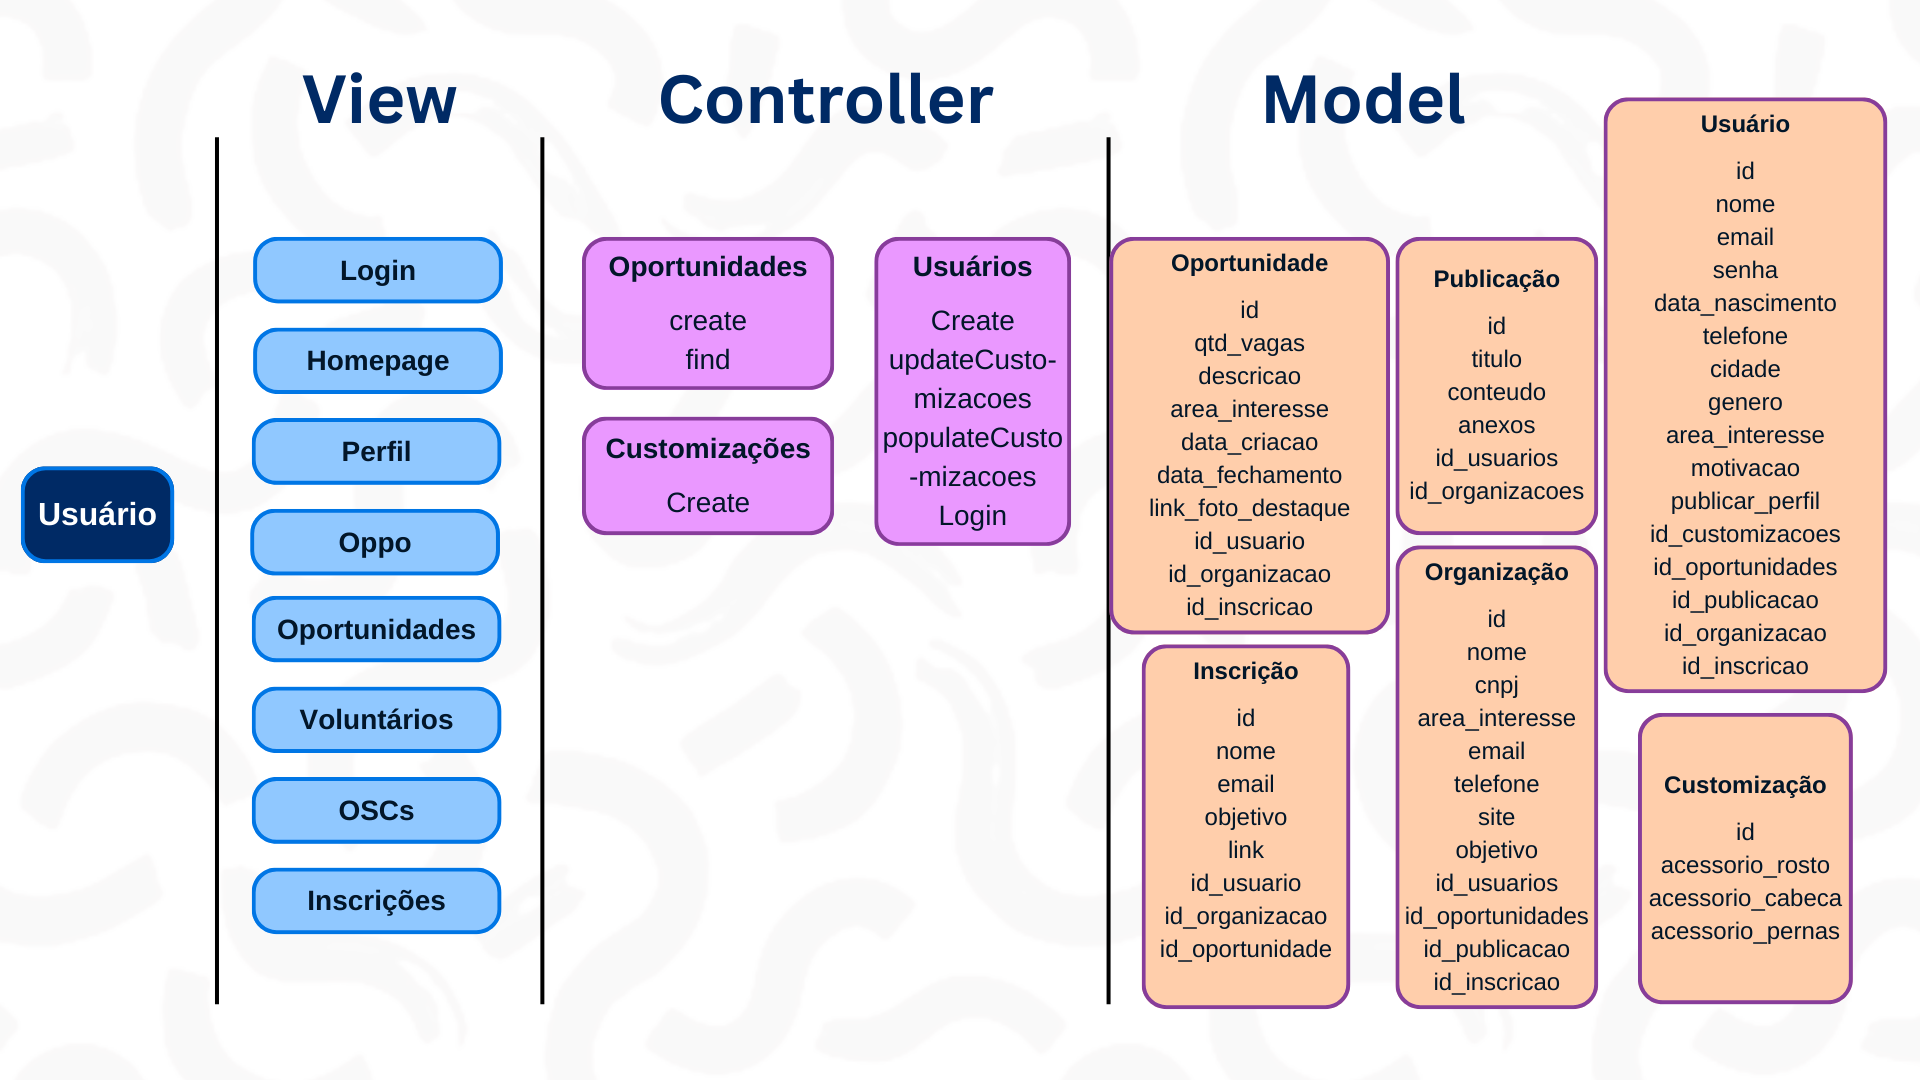 View
Controller
Model
Usuário
Login
Homepage
Perfil
Oppo
Oportunidades
Voluntários
OSCs
Inscrições
Oportunidades
create
find
Customizações
Create
Usuários
Create
updateCusto-
mizacoes
populateCusto
-mizacoes
Login
Oportunidade
id
qtd_vagas
descricao
area_interesse
data_criacao
data_fechamento
link_foto_destaque
id_usuario
id_organizacao
id_inscricao
Inscrição
id
nome
email
objetivo
link
id_usuario
id_organizacao
id_oportunidade
Publicação
id
titulo
conteudo
anexos
id_usuarios
id_organizacoes
Organização
id
nome
cnpj
area_interesse
email
telefone
site
objetivo
id_usuarios
id_oportunidades
id_publicacao
id_inscricao
Usuário
id
nome
email
senha
data_nascimento
telefone
cidade
genero
area_interesse
motivacao
publicar_perfil
id_customizacoes
id_oportunidades
id_publicacao
id_organizacao
id_inscricao
Customização
id
acessorio_rosto
acessorio_cabeca
acessorio_pernas